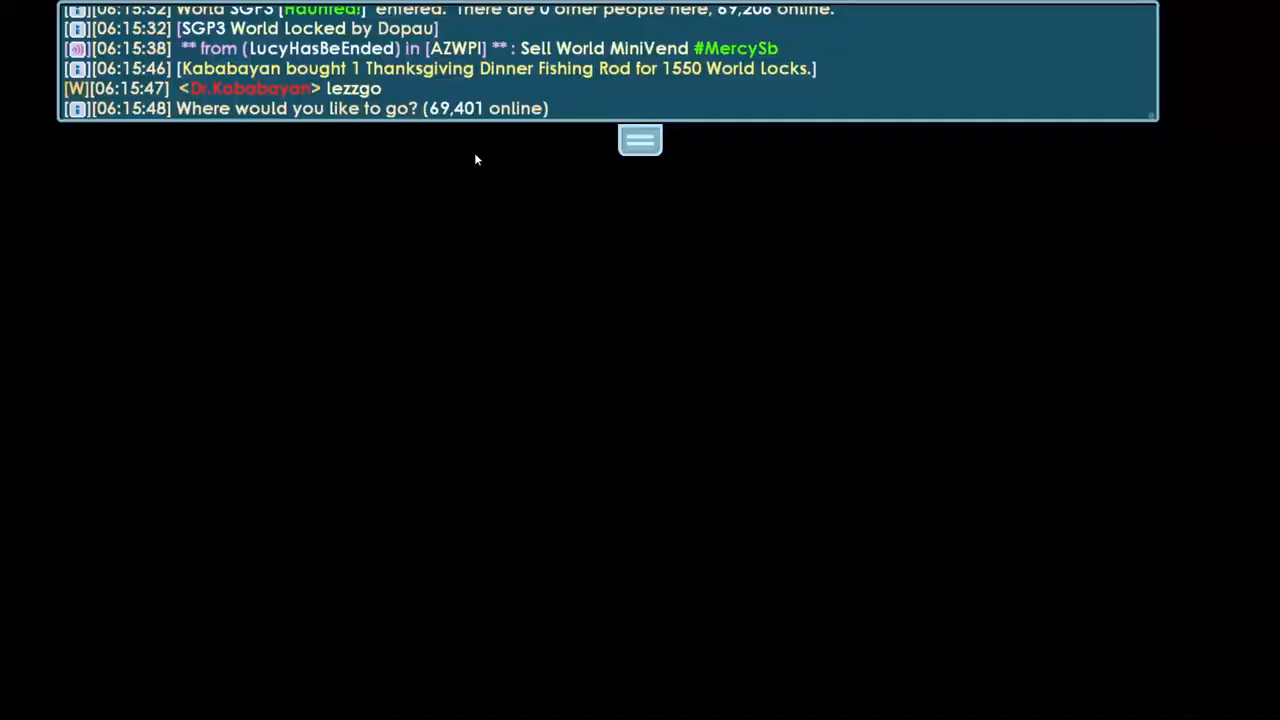 [i][06:15:32] World SGP3 [Haunted!] entered. There are 0 other people here, 69,206 online.
[i][06:15:32] [SGP3 World Locked by Dopau]
[06:15:38] ** from (LucyHasBeEnded) in [AZWPI] ** : Sell World MiniVend #MercySb
[i][06:15:46] [Kababayan bought 1 Thanksgiving Dinner Fishing Rod for 1550 World Locks.]
[W][06:15:47] <Dr.Kababayan> lezzgo
[i][06:15:48] Where would you like to go? (69,401 online)